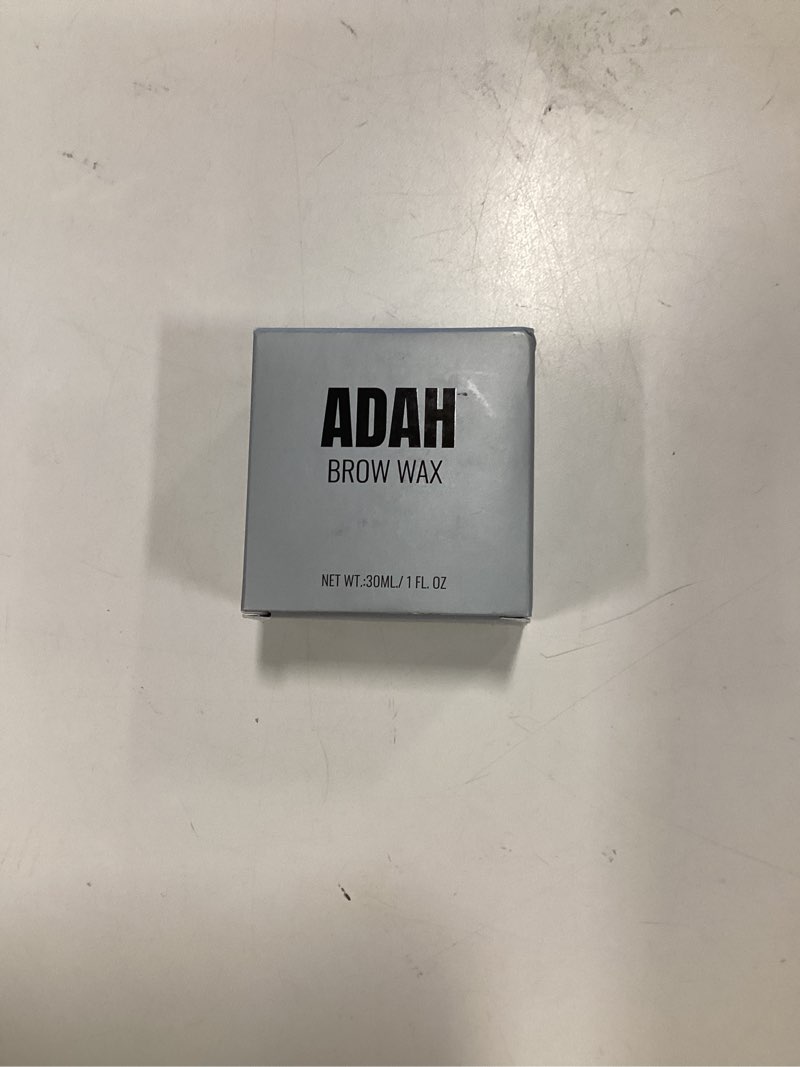 ADAH
BROW WAX
NET WT.:30ML./ 1 FL. OZ